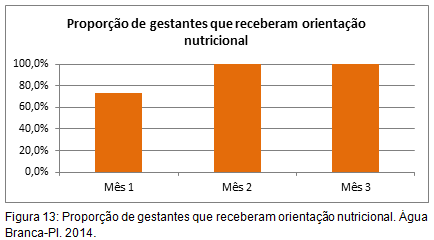 Proporção de gestantes que receberam orientação
nutricional
100,0%
80,0%
60,0%
40,0%
20,0%
0,0%
Mês 1
Mês 2
Mês 3
Figura 13: Proporção de gestantes que receberam orientação nutricional. Àgua
Branca-PI. 2014.